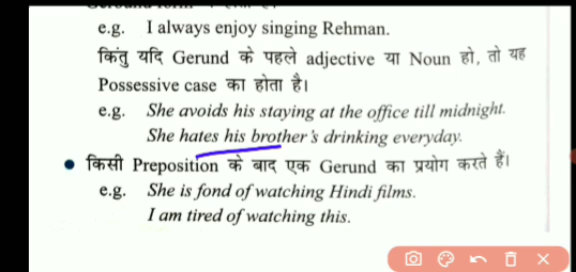 e.g. I always enjoy singing Rehman.
किंतु यदि Gerund के पहले adjective या Noun हो, तो यह
Possessive case का होता है।
e.g. She avoids his staying at the office till midnight.
She hates his brother's drinking everyday.
• किसी Preposition के बाद एक Gerund का प्रयोग करते हैं।
e.g. She is fond of watching Hindi films.
I am tired of watching this.